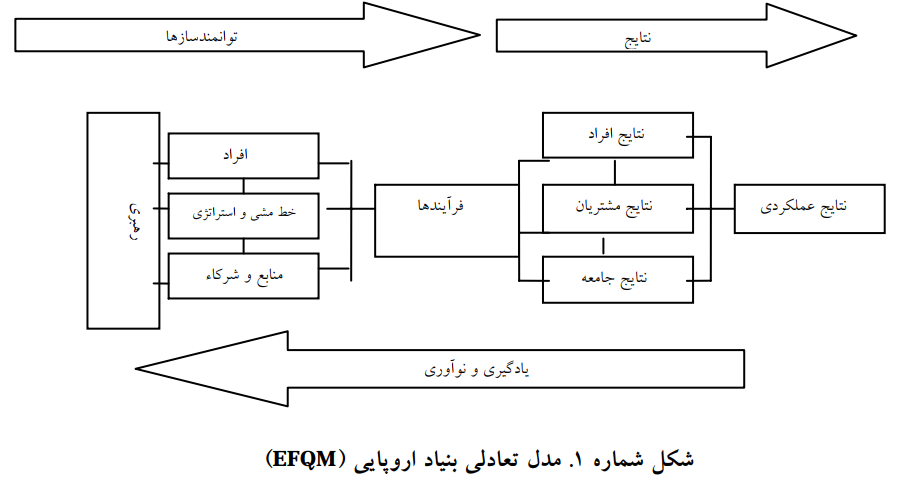 توانمندسازها
نتایج
رهبری
افراد
خط مشی و استراتژی
منابع و شرکاء
فرآیندها
نتایج افراد
نتایج مشتریان
نتایج جامعه
نتایج عملکردی
یادگیری و نوآوری
شکل شماره ۱. مدل تعادلی بنیاد اروپایی (EFQM)